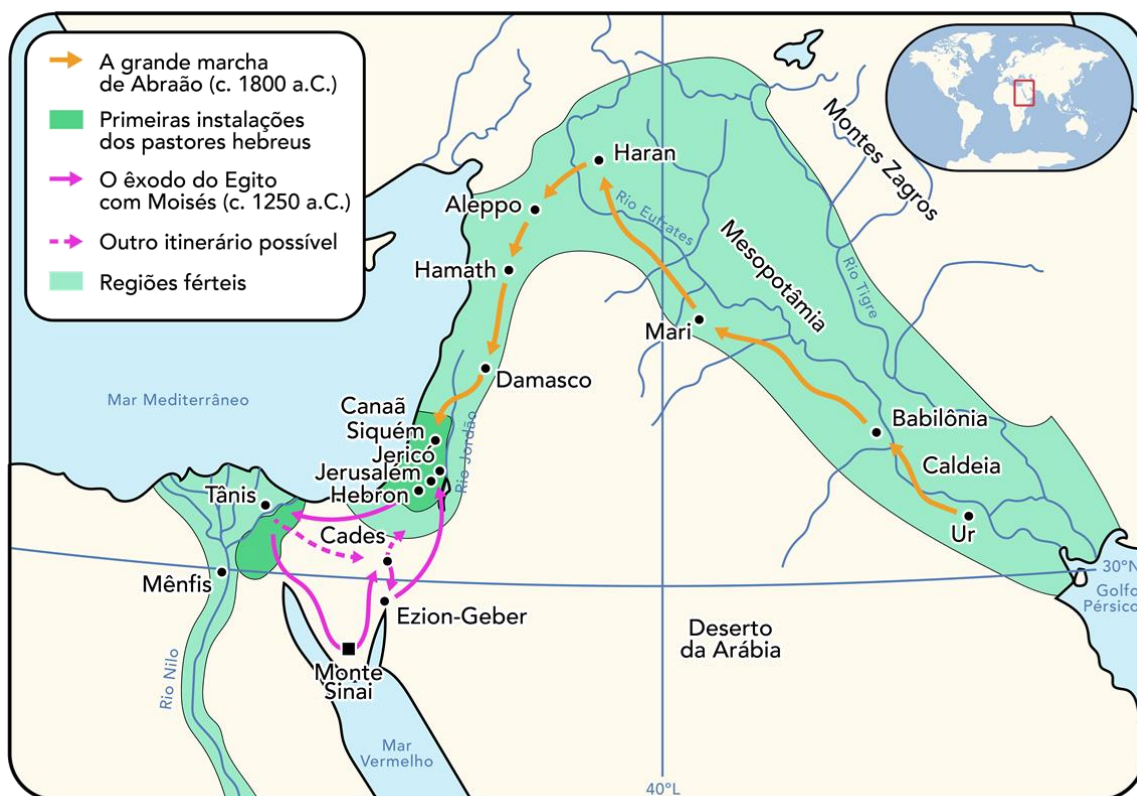 A grande marcha
de Abraão (c. 1800 a.C.)
Primeiras instalações
dos pastores hebreus
O êxodo do Egito
com Moisés (c. 1250 a.C.)
Outro itinerário possível
Regiões férteis
Montes Zagros
Haran
Aleppo
Rio Eufrates
Hamath
Mesopotâmia
Rio Tigre
Mari
Damasco
Mar Mediterrâneo
Canaã
Siquém
Jericó
Jerusalém
Hebron
Rio Jordão
Babilônia
Caldeia
Ur
Tânis
Cades
Mênfis
30°N
Golfo
Pérsico
Ezion-Geber
Deserto
da Arábia
Monte
Sinai
Rio Nilo
Mar
Vermelho
40°L